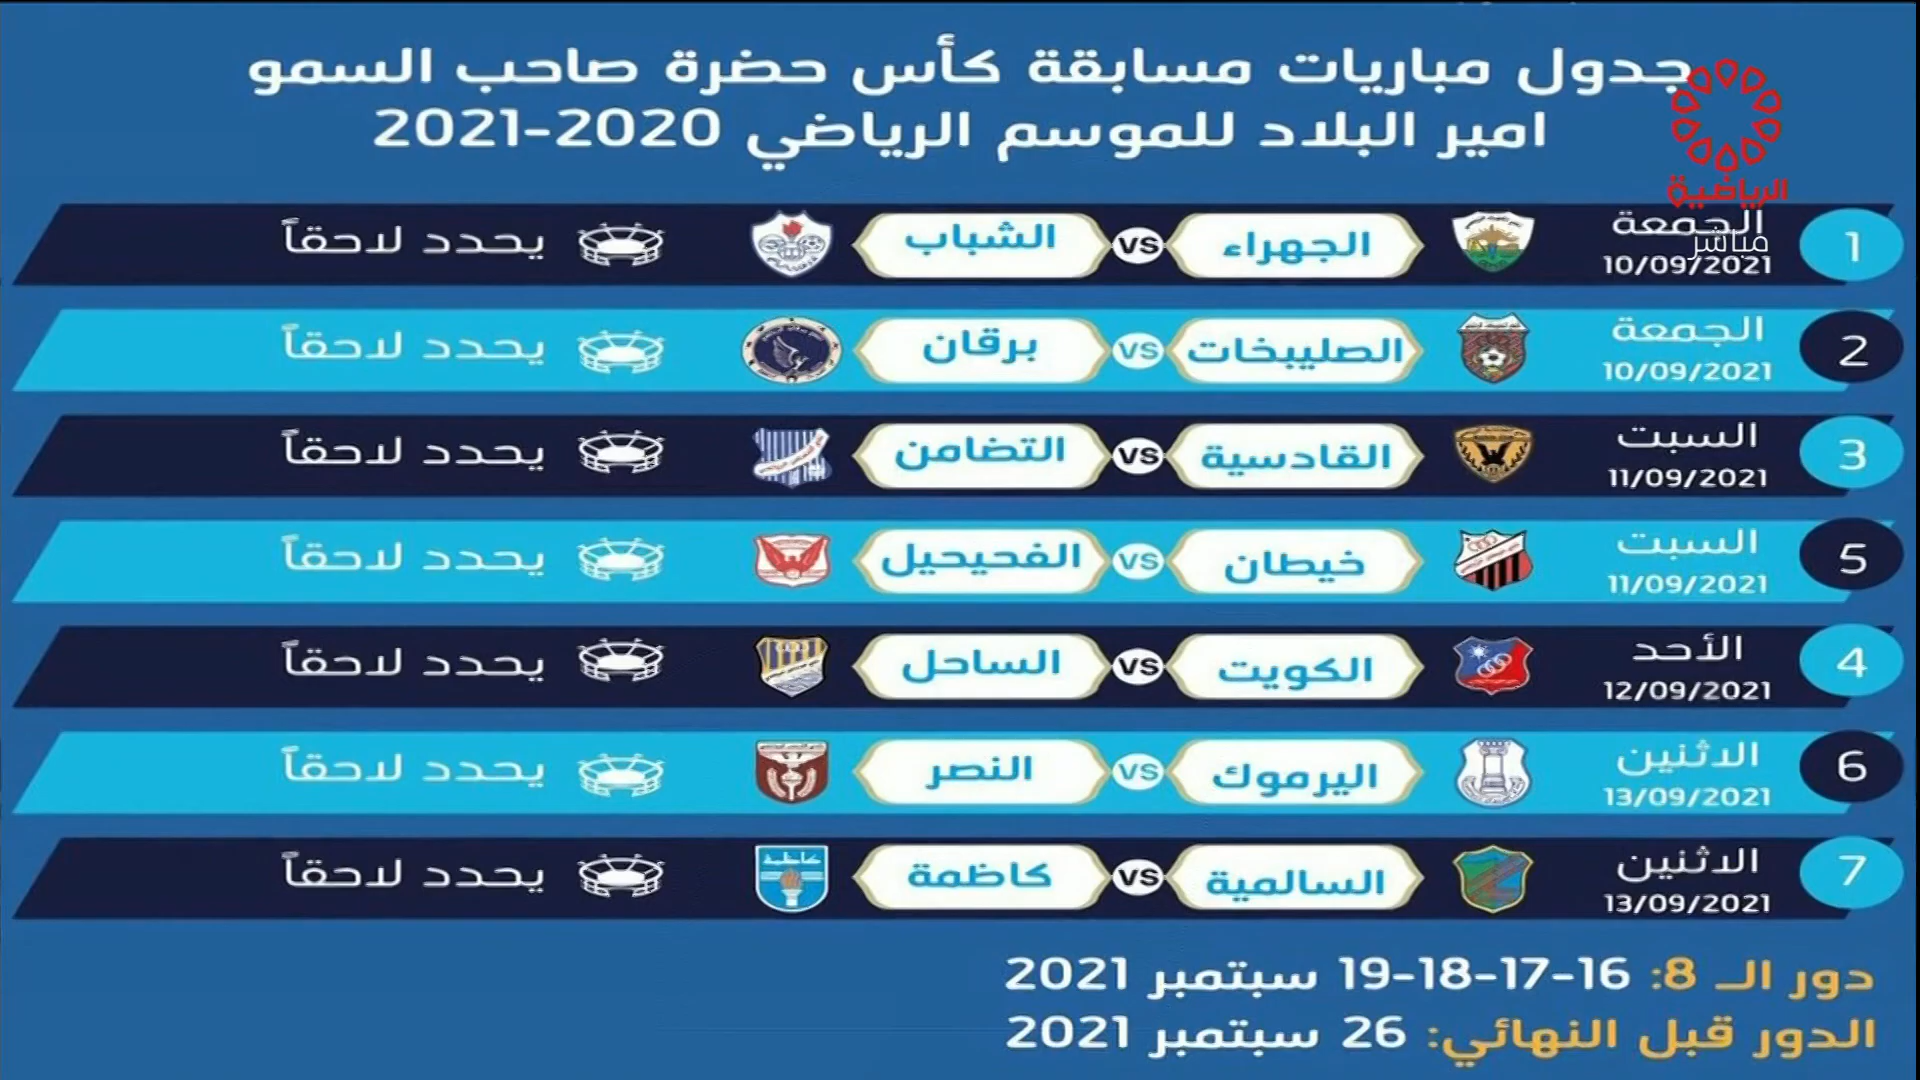 جدول مباريات مسابقة كأس حضرة صاحب السمو
امير البلاد للموسم الرياضي 2020-2021
الرياضية
مباشر
1 الجمعة 10/09/2021 الجهراء VS الشباب يحدد لاحقاً
2 الجمعة 10/09/2021 الصليبخات VS برقان يحدد لاحقاً
3 السبت 11/09/2021 القادسية VS التضامن يحدد لاحقاً
5 السبت 11/09/2021 خيطان VS الفحيحيل يحدد لاحقاً
4 الأحد 12/09/2021 الكويت VS الساحل يحدد لاحقاً
6 الاثنين 13/09/2021 اليرموك VS النصر يحدد لاحقاً
7 الاثنين 13/09/2021 السالمية VS كاظمة كاظمة يحدد لاحقاً
دور الـ 8: 16-17-18-19 سبتمبر 2021
الدور قبل النهائي: 26 سبتمبر 2021